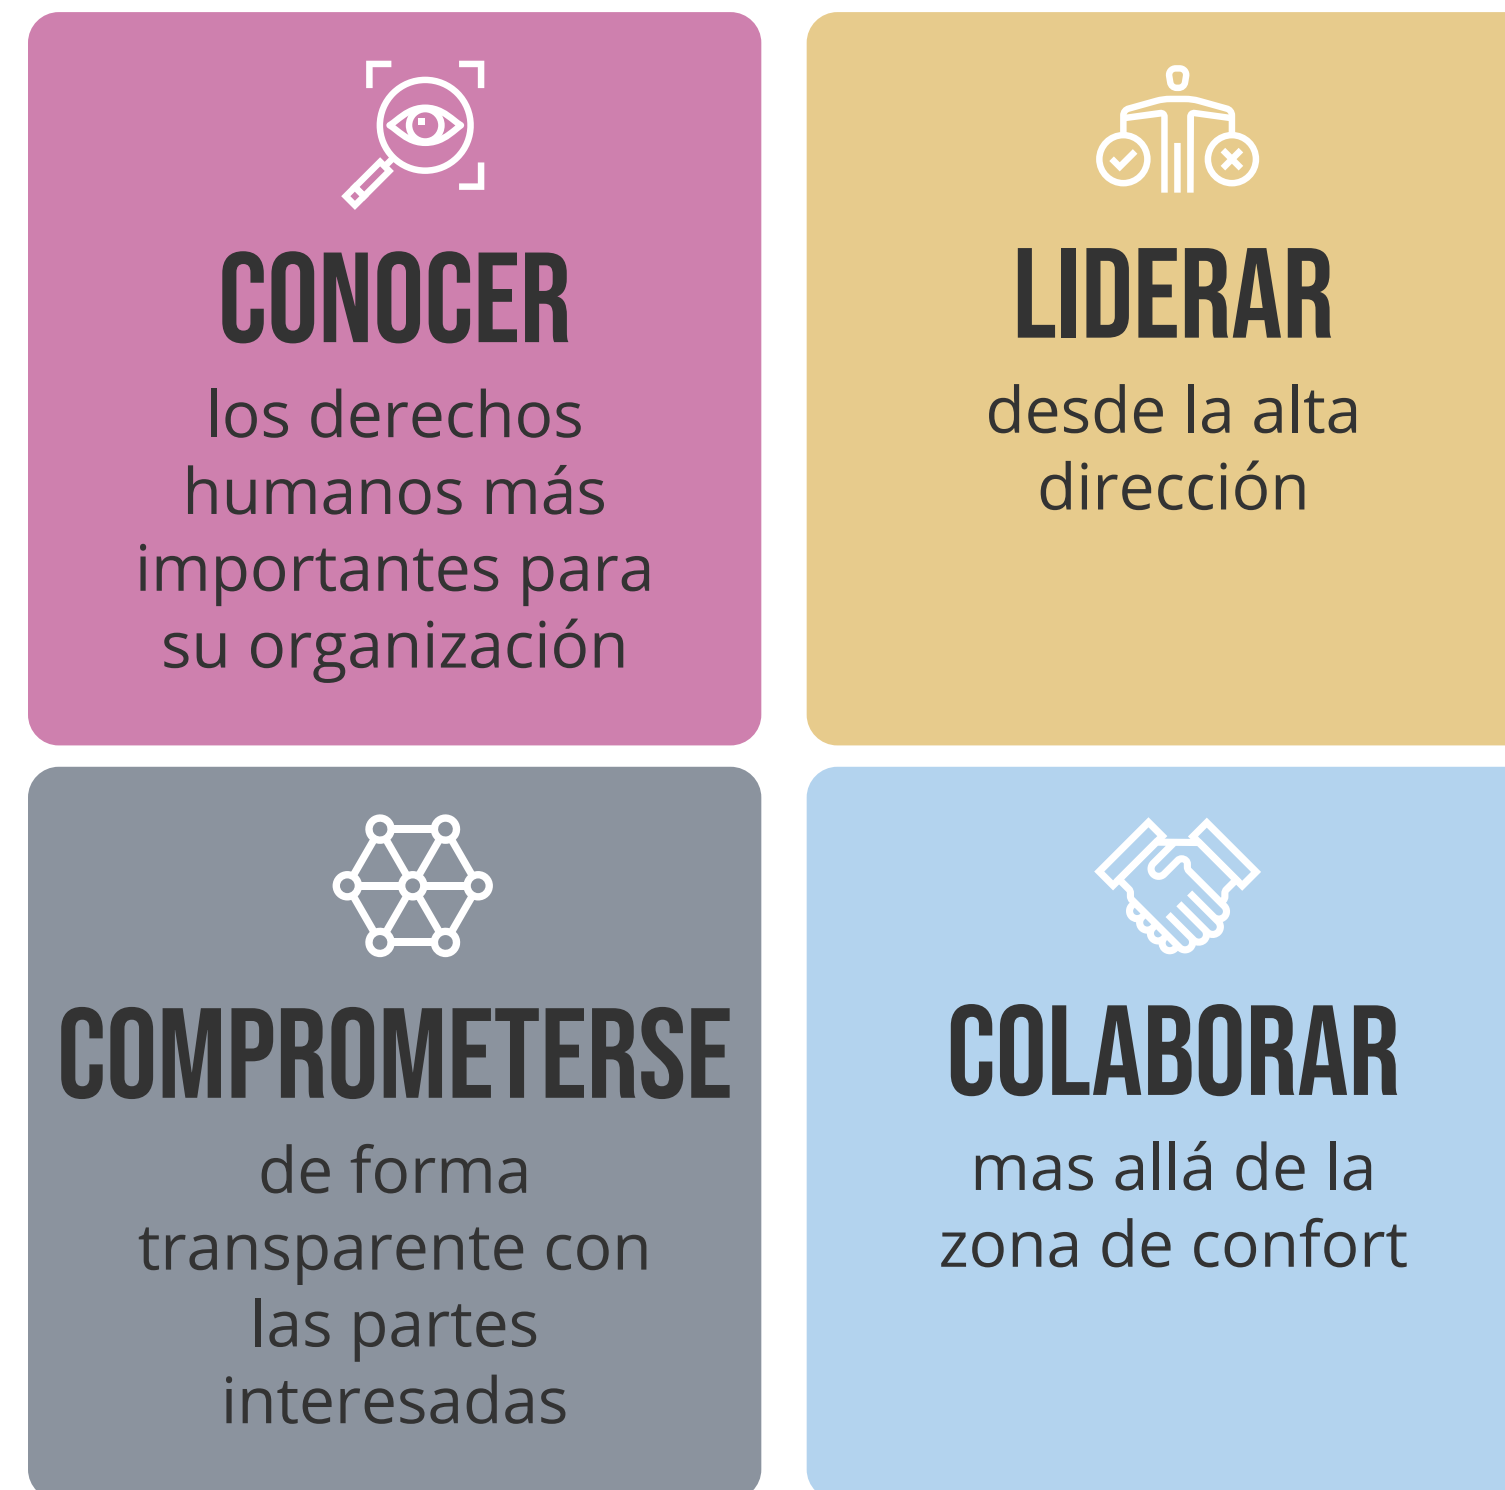 CONOCER
los derechos
humanos más
importantes para
su organización
LIDERAR
desde la alta
dirección
COMPROMETERSE
de forma
transparente con
las partes
interesadas
COLABORAR
mas allá de la
zona de confort